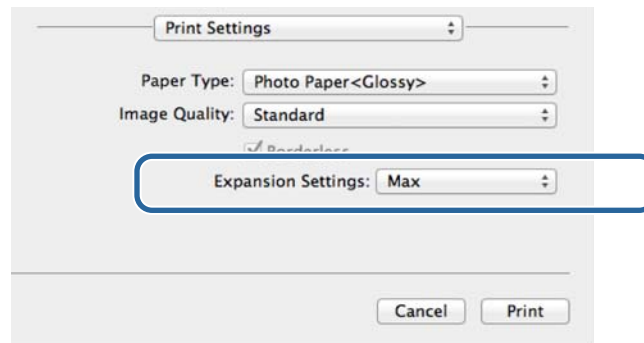 Print Settings
Paper Type: Photo Paper<Glossy>
Image Quality: Standard
Borderless
Expansion Settings: Max
Cancel Print